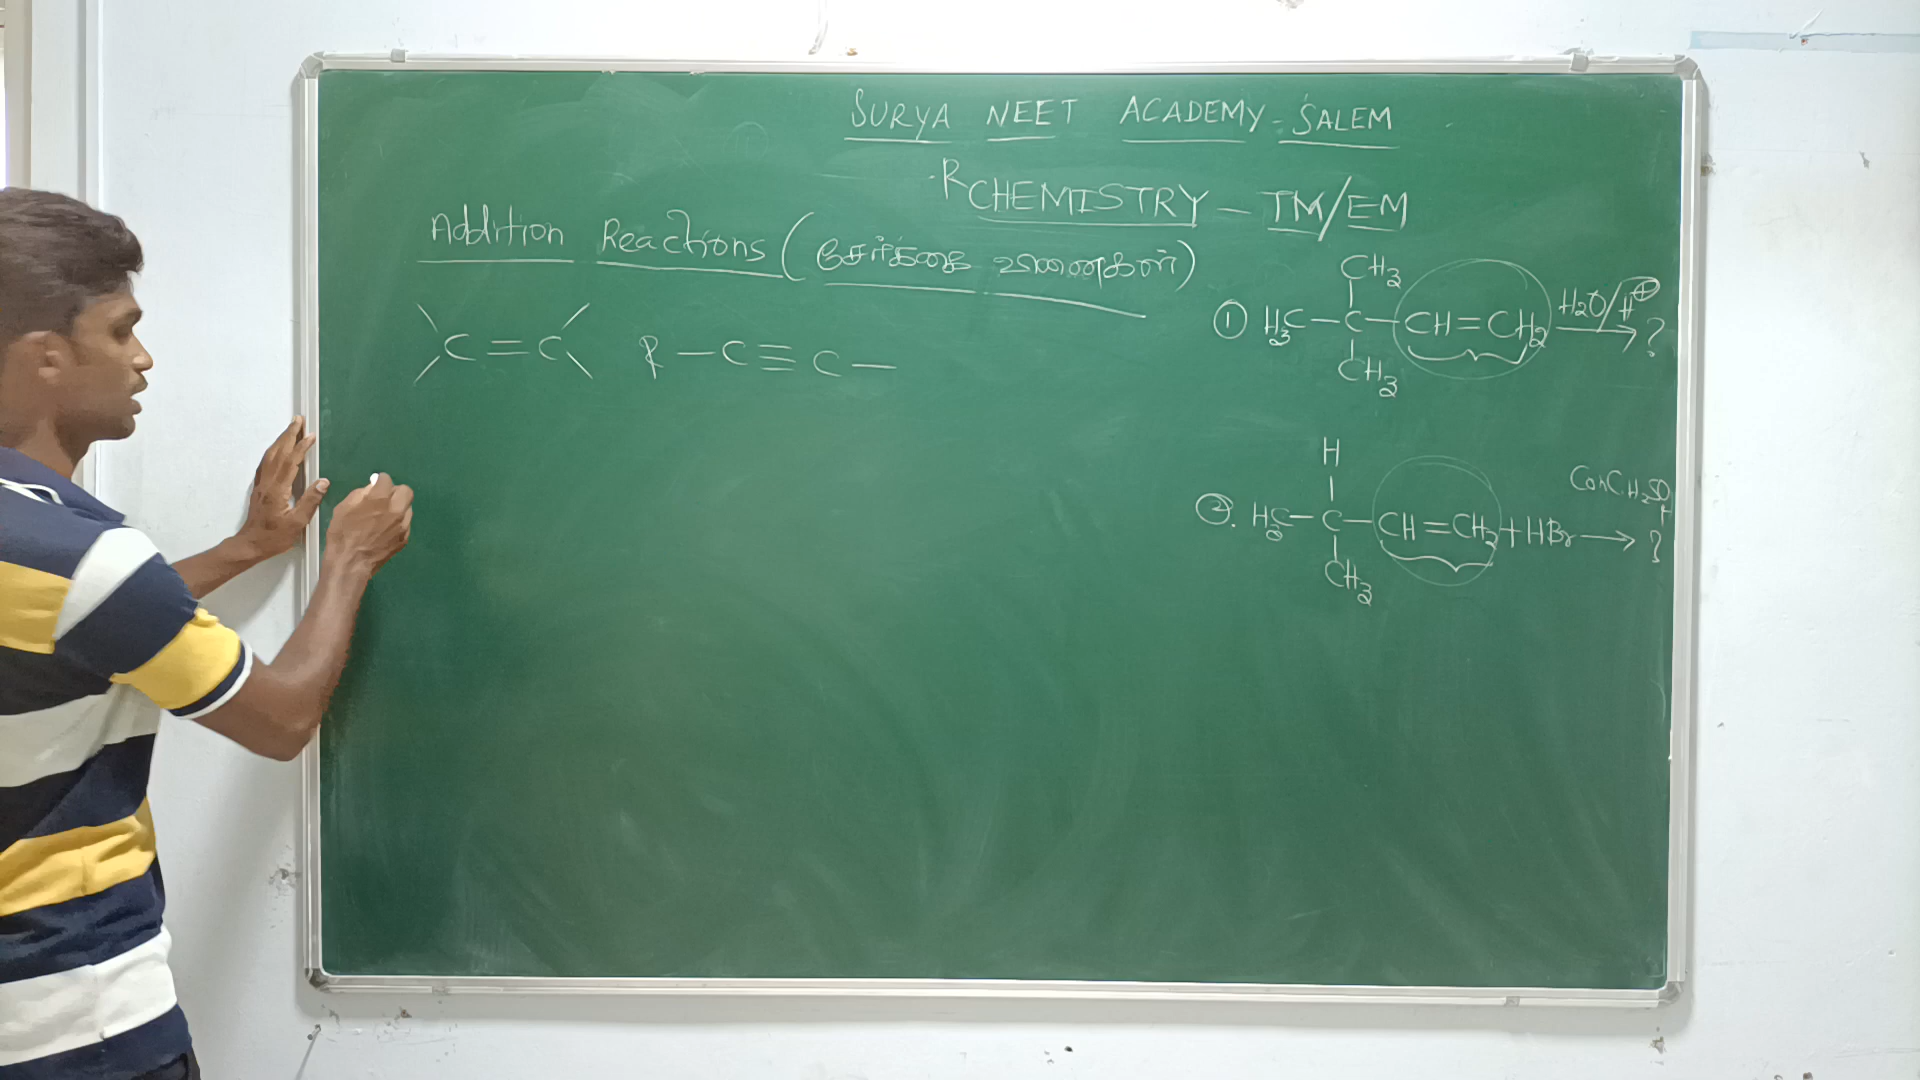 SURYA NEET ACADEMY - SALEM
RCHEMISTRY - TM/EM
Addition Reactions (சேர்க்கை வினைகள்)
C=C R-C≡C-
CH3
① H3C-C-CH=CH2 H2O/H⊕ → ?
CH3
H
Con C. H2SO4
②. H3C-C-CH=CH2+HBr → ?
CH3